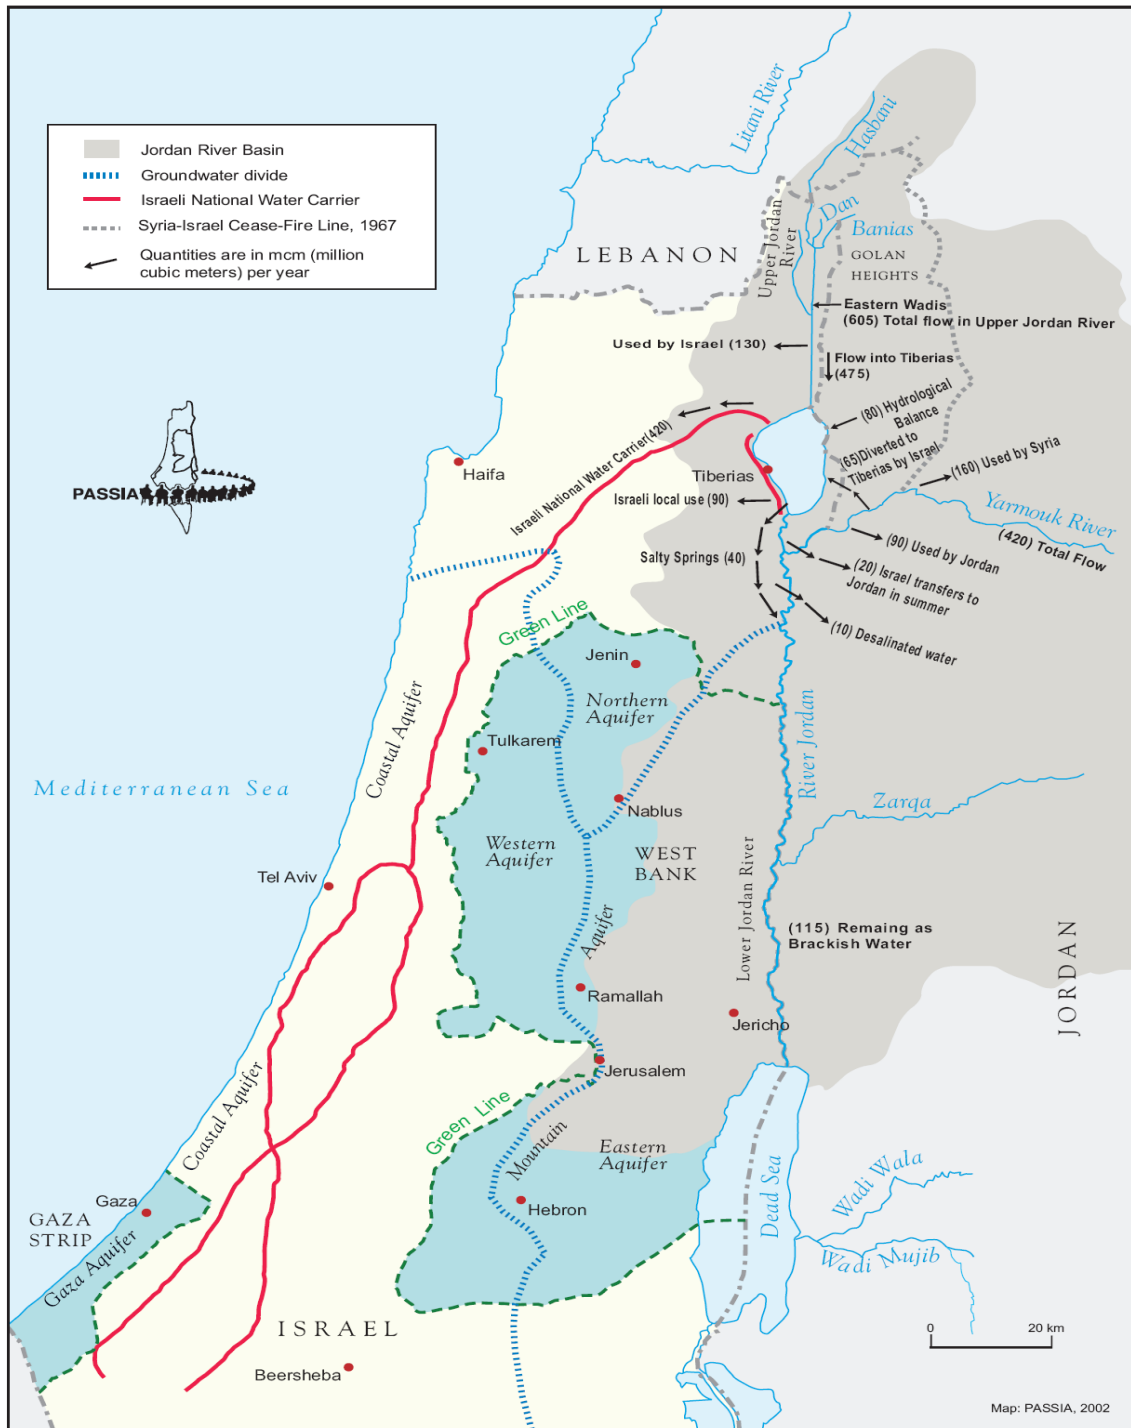 Jordan River Basin
Groundwater divide
Israeli National Water Carrier
Syria-Israel Cease-Fire Line, 1967
Quantities are in mcm (million
cubic meters) per year
Litani River
Hasbani
Dan
Banias
Upper Jordan
River
GOLAN
HEIGHTS
LEBANON
Eastern Wadis
(605) Total flow in Upper Jordan River
Used by Israel (130)
Flow into Tiberias
(475)
(80) Hydrological
Balance
(65)Diverted to
Tiberias by Israel
(160) Used by Syria
Israeli National Water Carrier(420)
Haifa
PASSIA
Tiberias
Israeli local use (90)
Yarmouk River
(420) Total Flow
(90) Used by Jordan
Salty Springs (40)
(20) Israel transfers to
Jordan in summer
(10) Desalinated water
Green Line
Jenin
Northern
Aquifer
Coastal Aquifer
Tulkarem
River Jordan
Mediterranean Sea
Nablus
Zarqa
Western
Aquifer
WEST
BANK
Tel Aviv
Lower Jordan River
Aquifer
(115) Remaing as
Brackish Water
JORDAN
Ramallah
Jericho
Jerusalem
Coastal Aquifer
Green Line
Mountain
Eastern
Aquifer
Dead Sea
Wadi Wala
Gaza
Hebron
GAZA
STRIP
Gaza Aquifer
Wadi Mujib
ISRAEL
0 20 km
Beersheba
Map: PASSIA, 2002